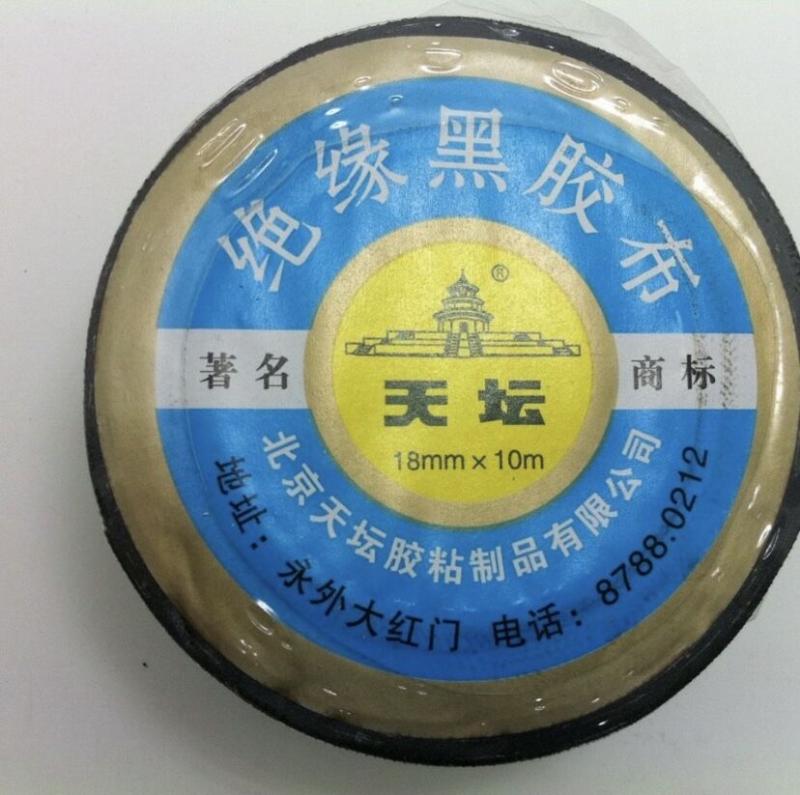 绝缘黑胶布
®
著名 商标
天坛
18mm×10m
北京天坛胶粘制品有限公司
地址：永外大红门 电话：8788.0212